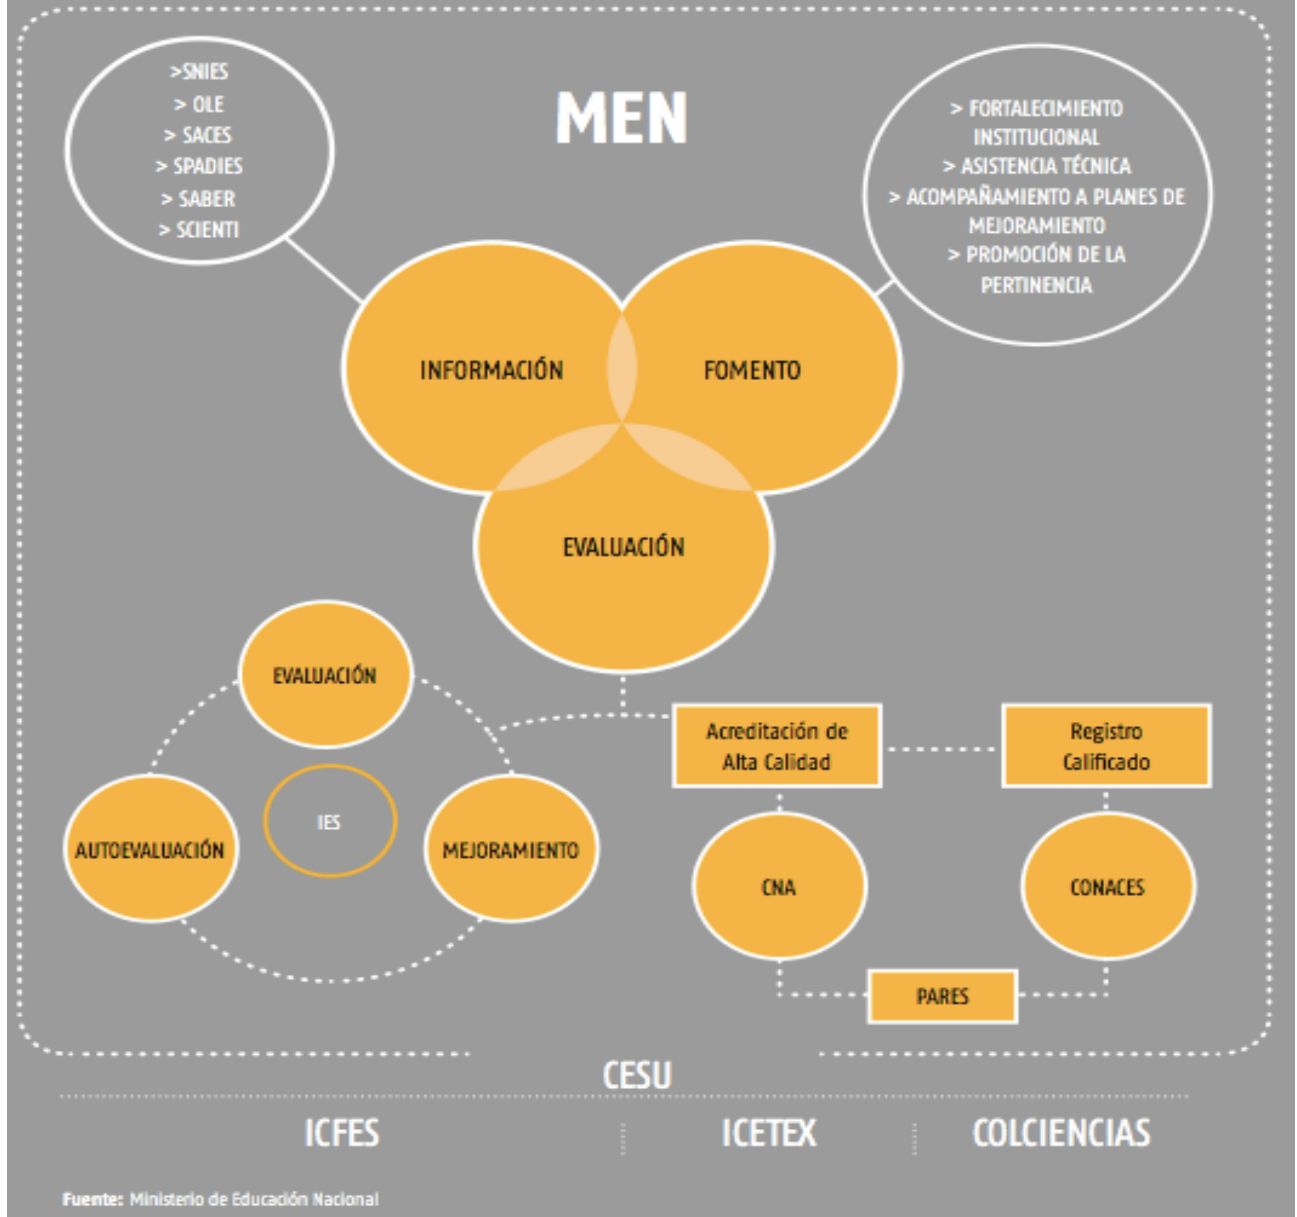 MEN
>SNIES
> OLE
> SACES
> SPADIES
> SABER
> SCIENTI
> FORTALECIMIENTO
INSTITUCIONAL
> ASISTENCIA TÉCNICA
> ACOMPAÑAMIENTO A PLANES DE
MEJORAMIENTO
> PROMOCIÓN DE LA
PERTINENCIA
INFORMACIÓN
FOMENTO
EVALUACIÓN
EVALUACIÓN
IES
AUTOEVALUACIÓN
MEJORAMIENTO
Acreditación de
Alta Calidad
Registro
Calificado
CNA
CONACES
PARES
CESU
ICFES
ICETEX
COLCIENCIAS
Fuente: Ministerio de Educación Nacional